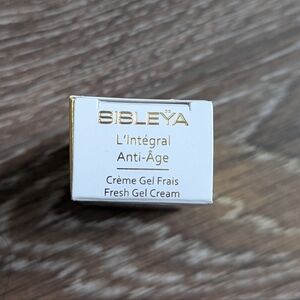 SISLEŸA
L'Intégral
Anti-Âge
Crème Gel Frais
Fresh Gel Cream